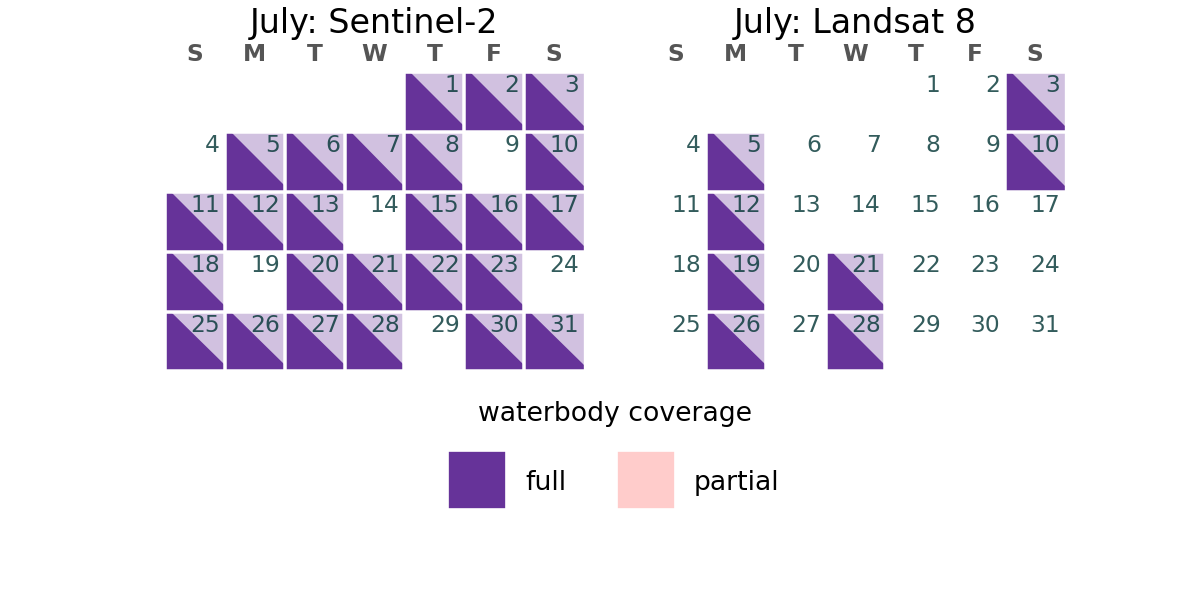 July: Sentinel-2
S M T W T F S
1 2 3
4 5 6 7 8 9 10
11 12 13 14 15 16 17
18 19 20 21 22 23 24
25 26 27 28 29 30 31
July: Landsat 8
S M T W T F S
1 2 3
4 5 6 7 8 9 10
11 12 13 14 15 16 17
18 19 20 21 22 23 24
25 26 27 28 29 30 31
waterbody coverage
full partial